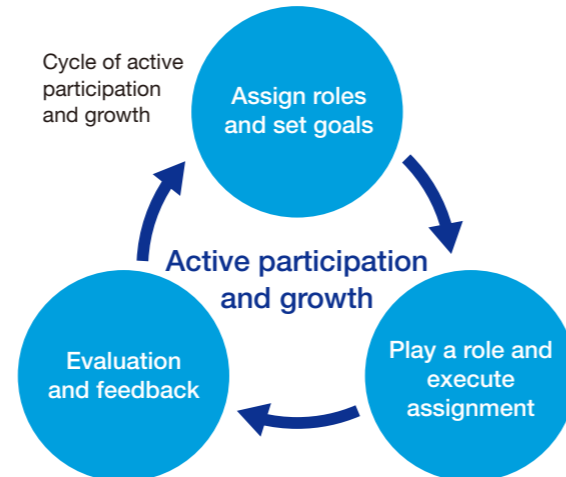 Cycle of active
participation
and growth
Assign roles
and set goals
Active participation
and growth
Play a role and
execute
assignment
Evaluation
and feedback